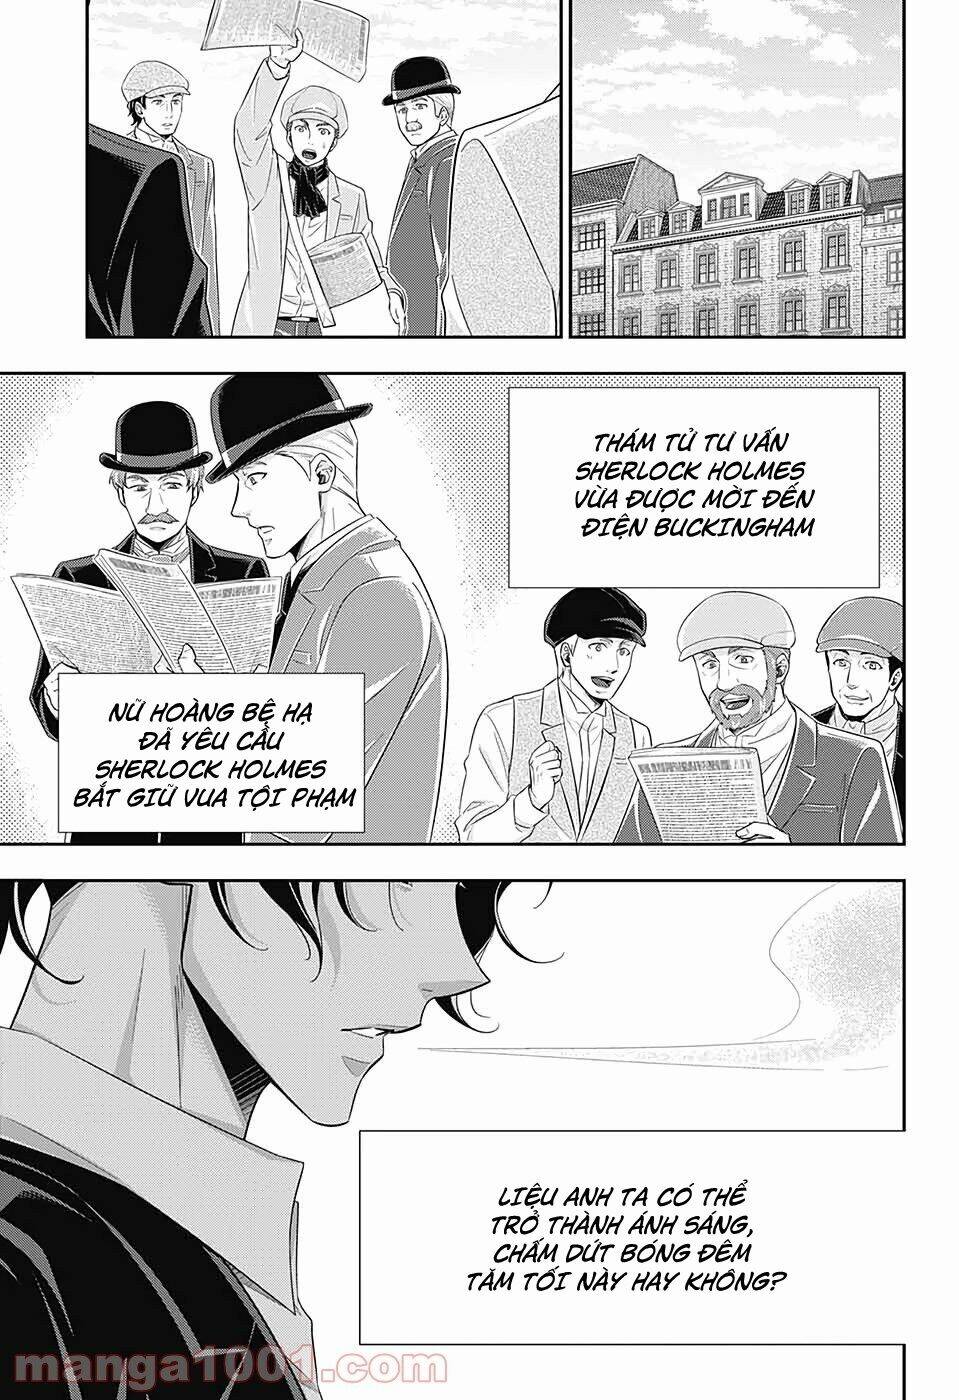 THÁM TỬ TƯ VẤN
SHERLOCK HOLMES
VỪA ĐƯỢC MỜI ĐẾN
ĐIỆN BUCKINGHAM
NỮ HOÀNG BỆ HẠ
ĐÃ YÊU CẦU
SHERLOCK HOLMES
BẮT GIỮ VUA TỘI PHẠM
LIỆU ANH TA CÓ THỂ
TRỞ THÀNH ÁNH SÁNG,
CHẤM DỨT BÓNG ĐÊM
TĂM TỐI NÀY HAY KHÔNG?
manga1001.com